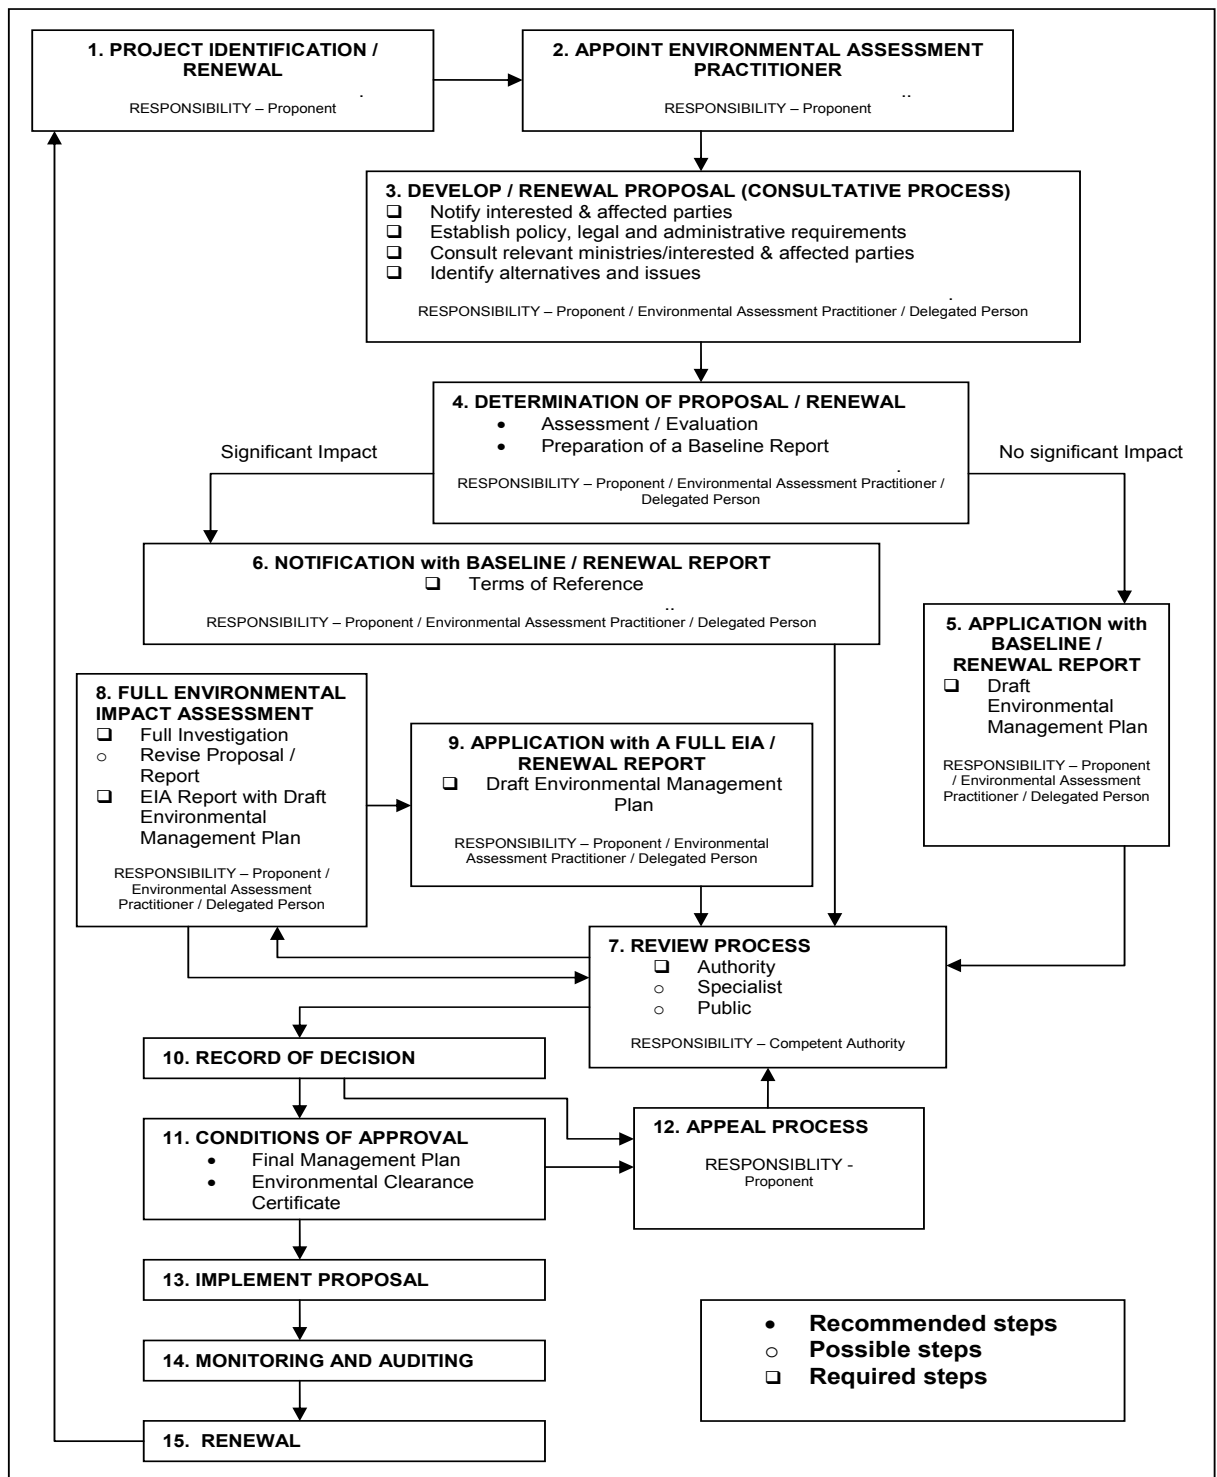 1. PROJECT IDENTIFICATION /
RENEWAL
.
RESPONSIBILITY – Proponent
2. APPOINT ENVIRONMENTAL ASSESSMENT
PRACTITIONER
..
RESPONSIBILITY – Proponent
3. DEVELOP / RENEWAL PROPOSAL (CONSULTATIVE PROCESS)
❑ Notify interested & affected parties
❑ Establish policy, legal and administrative requirements
❑ Consult relevant ministries/interested & affected parties
❑ Identify alternatives and issues
.
RESPONSIBILITY – Proponent / Environmental Assessment Practitioner / Delegated Person
4. DETERMINATION OF PROPOSAL / RENEWAL
• Assessment / Evaluation
• Preparation of a Baseline Report
.
RESPONSIBILITY – Proponent / Environmental Assessment Practitioner /
Delegated Person
Significant Impact
No significant Impact
6. NOTIFICATION with BASELINE / RENEWAL REPORT
❑ Terms of Reference
..
RESPONSIBILITY – Proponent / Environmental Assessment Practitioner / Delegated Person
5. APPLICATION with
BASELINE /
RENEWAL REPORT
❑ Draft
Environmental
Management Plan
RESPONSIBILITY – Proponent
/ Environmental Assessment
Practitioner / Delegated Person
8. FULL ENVIRONMENTAL
IMPACT ASSESSMENT
❑ Full Investigation
○ Revise Proposal /
Report
❑ EIA Report with Draft
Environmental
Management Plan
RESPONSIBILITY – Proponent /
Environmental Assessment
Practitioner / Delegated Person
9. APPLICATION with A FULL EIA /
RENEWAL REPORT
❑ Draft Environmental Management
Plan
RESPONSIBILITY – Proponent / Environmental
Assessment Practitioner / Delegated Person
7. REVIEW PROCESS
❑ Authority
○ Specialist
○ Public
RESPONSIBILITY – Competent Authority
10. RECORD OF DECISION
11. CONDITIONS OF APPROVAL
• Final Management Plan
• Environmental Clearance
Certificate
12. APPEAL PROCESS
RESPONSIBLITY -
Proponent
13. IMPLEMENT PROPOSAL
14. MONITORING AND AUDITING
15. RENEWAL
• Recommended steps
○ Possible steps
❑ Required steps